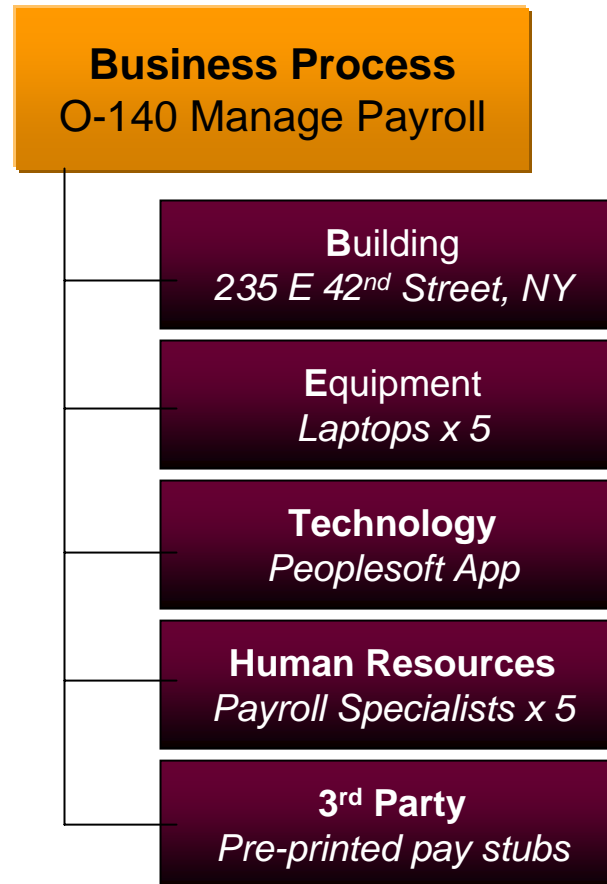 Business Process
O-140 Manage Payroll
Building
235 E 42nd Street, NY
Equipment
Laptops x 5
Technology
Peoplesoft App
Human Resources
Payroll Specialists x 5
3rd Party
Pre-printed pay stubs